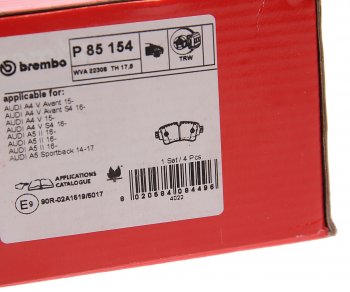 brembo
P 85 154
WVA 22308 TH 17,5
TRW
applicable for:
AUDI A4 V Avant 15-
AUDI A4 V Avant S4 16-
AUDI A4 V 15-
AUDI A4 V S4 16-
AUDI A5 II 16-
AUDI A5 II 16-
AUDI A5 Sportback 14-17
1 Set / 4 Pcs
APPLICATIONS
CATALOGUE
E9
90R-02A1619/5017
8 020584 084496
4022